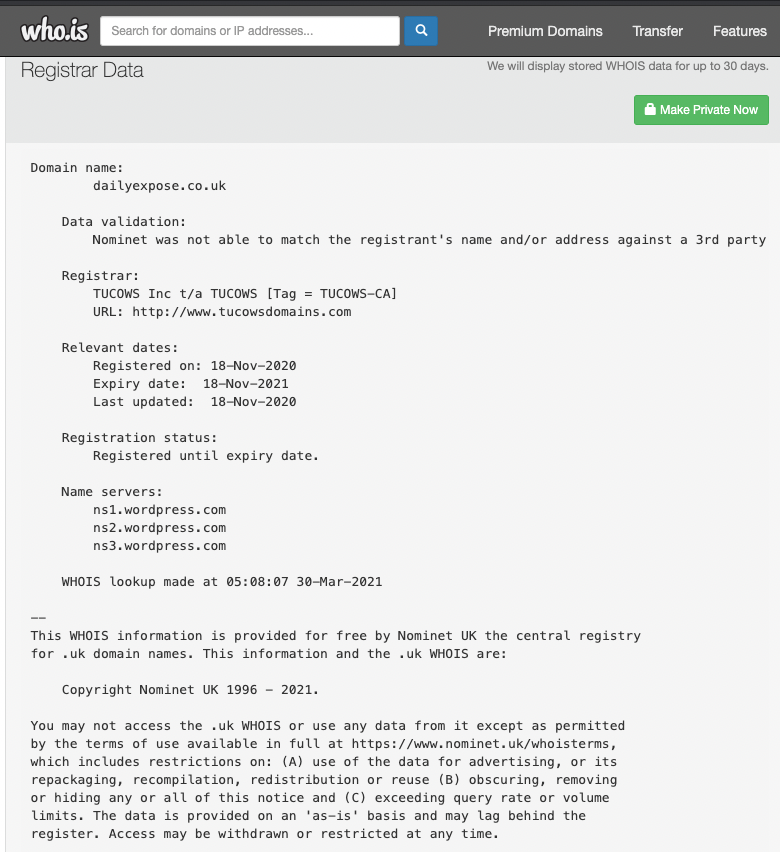 who.is Search for domains or IP addresses... Premium Domains Transfer Features
Registrar Data We will display stored WHOIS data for up to 30 days.
Make Private Now
Domain name:
dailyexpose.co.uk
Data validation:
Nominet was not able to match the registrant's name and/or address against a 3rd party
Registrar:
TUCOWS Inc t/a TUCOWS [Tag = TUCOWS-CA]
URL: http://www.tucowsdomains.com
Relevant dates:
Registered on: 18-Nov-2020
Expiry date: 18-Nov-2021
Last updated: 18-Nov-2020
Registration status:
Registered until expiry date.
Name servers:
ns1.wordpress.com
ns2.wordpress.com
ns3.wordpress.com
WHOIS lookup made at 05:08:07 30-Mar-2021
--
This WHOIS information is provided for free by Nominet UK the central registry
for .uk domain names. This information and the .uk WHOIS are:
Copyright Nominet UK 1996 - 2021.
You may not access the .uk WHOIS or use any data from it except as permitted
by the terms of use available in full at https://www.nominet.uk/whoisterms,
which includes restrictions on: (A) use of the data for advertising, or its
repackaging, recompilation, redistribution or reuse (B) obscuring, removing
or hiding any or all of this notice and (C) exceeding query rate or volume
limits. The data is provided on an 'as-is' basis and may lag behind the
register. Access may be withdrawn or restricted at any time.